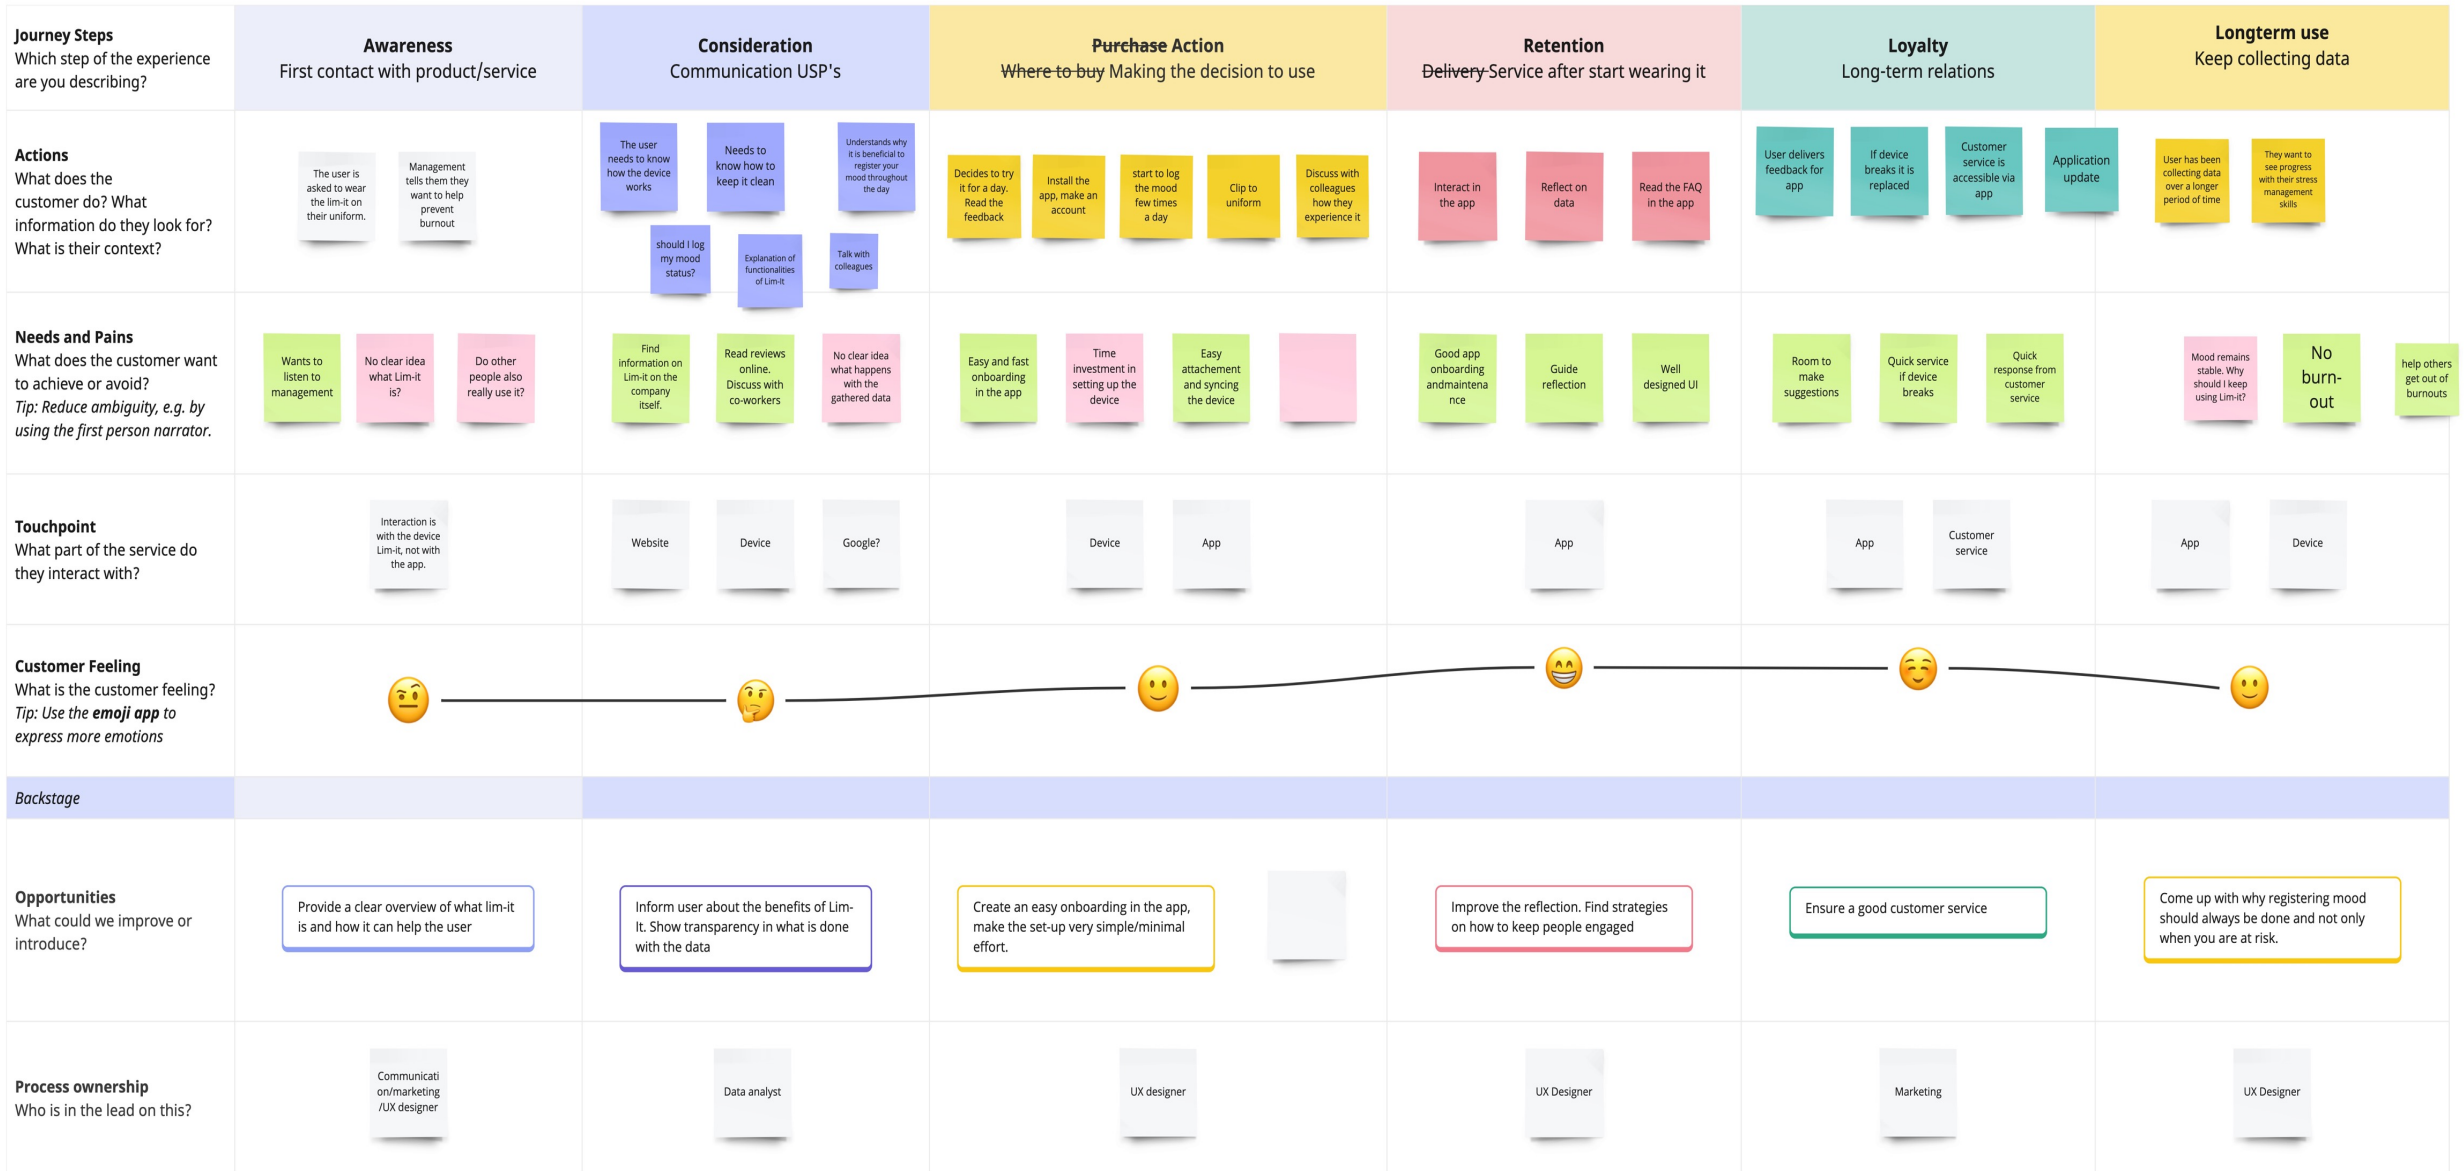 Journey Steps
Which step of the experience
are you describing?
Awareness
First contact with product/service
Consideration
Communication USP's
Purchase Action
Where to buy Making the decision to use
Retention
Delivery Service after start wearing it
Loyalty
Long-term relations
Longterm use
Keep collecting data
Actions
What does the
customer do? What
information do they look for?
What is their context?
The user is
asked to wear
the lim-it on
their uniform.
Management
tells them they
want to help
prevent
burnout
The user
needs to know
how the device
works
Needs to
know how to
keep it clean
Understands why
it is beneficial to
register your
mood throughout
the day
should I log
my mood
status?
Explanation of
functionalities
of Lim-It
Talk with
colleagues
Decides to try
it for a day.
Read the
feedback
Install the
app, make an
account
start to log
the mood
few times
a day
Clip to
uniform
Discuss with
colleagues
how they
experience it
Interact in
the app
Reflect on
data
Read the FAQ
in the app
User delivers
feedback for
app
If device
breaks it is
replaced
Customer
service is
accessible via
app
Application
update
User has been
collecting data
over a longer
period of time
They want to
see progress
with their stress
management
skills
Needs and Pains
What does the customer want
to achieve or avoid?
Tip: Reduce ambiguity, e.g. by
using the first person narrator.
Wants to
listen to
management
No clear idea
what Lim-it
is?
Do other
people also
really use it?
Find
information on
Lim-it on the
company
itself.
Read reviews
online.
Discuss with
co-workers
No clear idea
what happens
with the
gathered data
Easy and fast
onboarding
in the app
Time
investment in
setting up the
device
Easy
attachement
and syncing
the device
Good app
onboarding
andmaintena
nce
Guide
reflection
Well
designed UI
Room to
make
suggestions
Quick service
if device
breaks
Quick
response from
customer
service
Mood remains
stable. Why
should I keep
using Lim-it?
No
burn-
out
help others
get out of
burnouts
Touchpoint
What part of the service do
they interact with?
Interaction is
with the device
Lim-it, not with
the app.
Website
Device
Google?
Device
App
App
App
Customer
service
App
Device
Customer Feeling
What is the customer feeling?
Tip: Use the emoji app to
express more emotions
Backstage
Opportunities
What could we improve or
introduce?
Provide a clear overview of what lim-it
is and how it can help the user
Inform user about the benefits of Lim-
It. Show transparency in what is done
with the data
Create an easy onboarding in the app,
make the set-up very simple/minimal
effort.
Improve the reflection. Find strategies
on how to keep people engaged
Ensure a good customer service
Come up with why registering mood
should always be done and not only
when you are at risk.
Process ownership
Who is in the lead on this?
Communicati
on/marketing
/UX designer
Data analyst
UX designer
UX Designer
Marketing
UX Designer